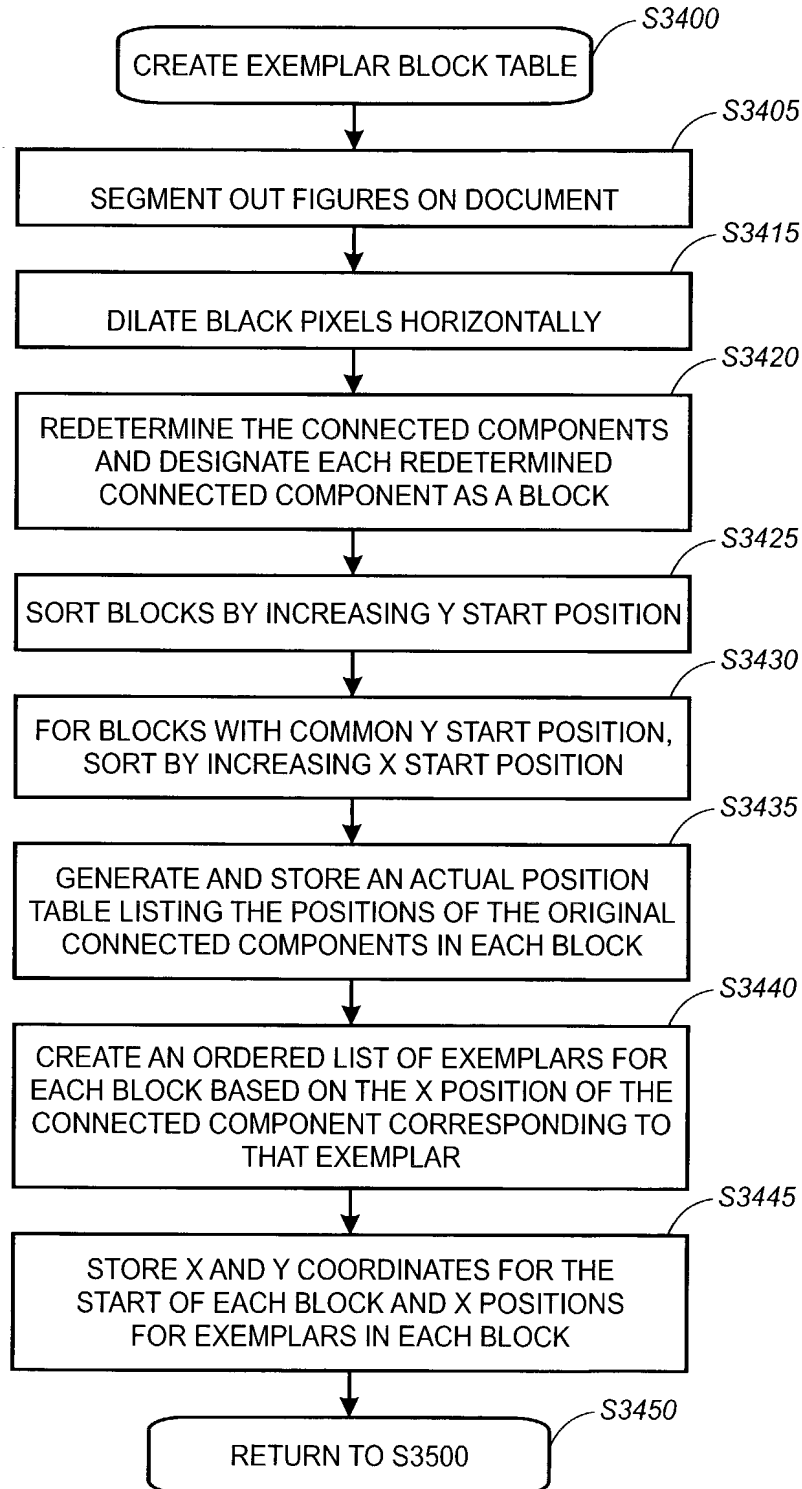 S3400
CREATE EXEMPLAR BLOCK TABLE
S3405
SEGMENT OUT FIGURES ON DOCUMENT
S3415
DILATE BLACK PIXELS HORIZONTALLY
S3420
REDETERMINE THE CONNECTED COMPONENTS
AND DESIGNATE EACH REDETERMINED
CONNECTED COMPONENT AS A BLOCK
S3425
SORT BLOCKS BY INCREASING Y START POSITION
S3430
FOR BLOCKS WITH COMMON Y START POSITION,
SORT BY INCREASING X START POSITION
S3435
GENERATE AND STORE AN ACTUAL POSITION
TABLE LISTING THE POSITIONS OF THE ORIGINAL
CONNECTED COMPONENTS IN EACH BLOCK
S3440
CREATE AN ORDERED LIST OF EXEMPLARS FOR
EACH BLOCK BASED ON THE X POSITION OF THE
CONNECTED COMPONENT CORRESPONDING TO
THAT EXEMPLAR
S3445
STORE X AND Y COORDINATES FOR THE
START OF EACH BLOCK AND X POSITIONS
FOR EXEMPLARS IN EACH BLOCK
S3450
RETURN TO S3500